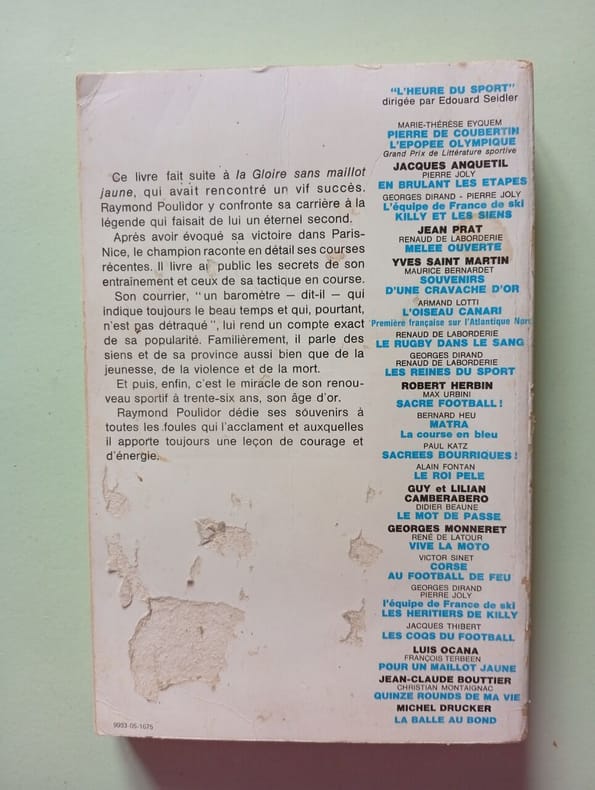 Ce livre fait suite à la Gloire sans maillot
jaune, qui avait rencontré un vif succès.
Raymond Poulidor y confronte sa carrière à la
légende qui faisait de lui un éternel second.
Après avoir évoqué sa victoire dans Paris-
Nice, le champion raconte en détail ses courses
récentes. Il livre au public les secrets de son
entraînement et ceux de sa tactique en course.
Son courrier, "un baromètre — dit-il — qui
indique toujours le beau temps et qui, pourtant,
n'est pas détraqué", lui rend un compte exact
de sa popularité. Familièrement, il parle des
siens et de sa province aussi bien que de la
jeunesse, de la violence et de la mort.
Et puis, enfin, c'est le miracle de son renou-
veau sportif à trente-six ans, son âge d'or.
Raymond Poulidor dédie ses souvenirs à
toutes les foules qui l'acclament et auxquelles
il apporte toujours une leçon de courage et
d'énergie.
9093-05-1675
"L'HEURE DU SPORT"
dirigée par Edouard Seidler
MARIE-THÉRÈSE EYQUEM
PIERRE DE COUBERTIN
L'EPOPEE OLYMPIQUE
Grand Prix de Littérature sportive
JACQUES ANQUETIL
PIERRE JOLY
EN BRULANT LES ETAPES
GEORGES DIRAND - PIERRE JOLY
L'équipe de France de ski
KILLY ET LES SIENS
JEAN PRAT
RENAUD DE LABORDERIE
MELEE OUVERTE
YVES SAINT MARTIN
MAURICE BERNARDET
SOUVENIRS
D'UNE CRAVACHE D'OR
ARMAND LOTTI
L'OISEAU CANARI
Première française sur l'Atlantique Nord
RENAUD DE LABORDERIE
LE RUGBY DANS LE SANG
GEORGES DIRAND
RENAUD DE LABORDERIE
LES REINES DU SPORT
ROBERT HERBIN
MAX URBINI
SACRE FOOTBALL!
BERNARD HEU
MATRA
La course en bleu
PAUL KATZ
SACREES BOURRIQUES!
ALAIN FONTAN
LE ROI PELE
GUY et LILIAN
CAMBERABERO
DIDIER BEAUNE
LE MOT DE PASSE
GEORGES MONNERET
RENÉ DE LATOUR
VIVE LA MOTO
VICTOR SINET
CORSE
AU FOOTBALL DE FEU
GEORGES DIRAND
PIERRE JOLY
l'équipe de France de ski
LES HERITIERS DE KILLY
JACQUES THIBERT
LES COQS DU FOOTBALL
LUIS OCANA
FRANÇOIS TERBEEN
POUR UN MAILLOT JAUNE
JEAN-CLAUDE BOUTTIER
CHRISTIAN MONTAIGNAC
QUINZE ROUNDS DE MA VIE
MICHEL DRUCKER
LA BALLE AU BOND